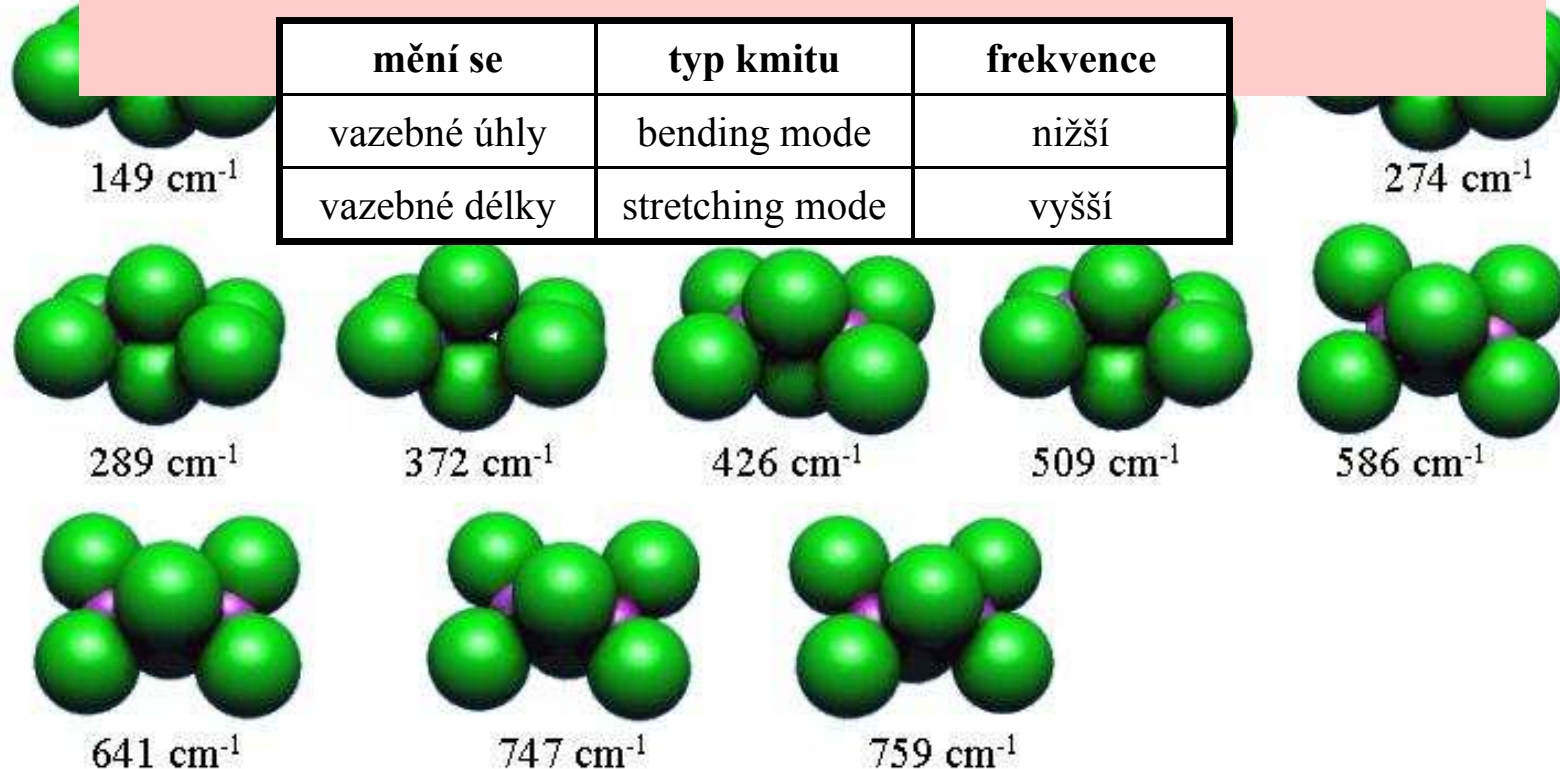 mění se typ kmitu frekvence
vazebné úhly bending mode nižší
vazebné délky stretching mode vyšší
149 cm⁻¹ 274 cm⁻¹
289 cm⁻¹ 372 cm⁻¹ 426 cm⁻¹ 509 cm⁻¹ 586 cm⁻¹
641 cm⁻¹ 747 cm⁻¹ 759 cm⁻¹